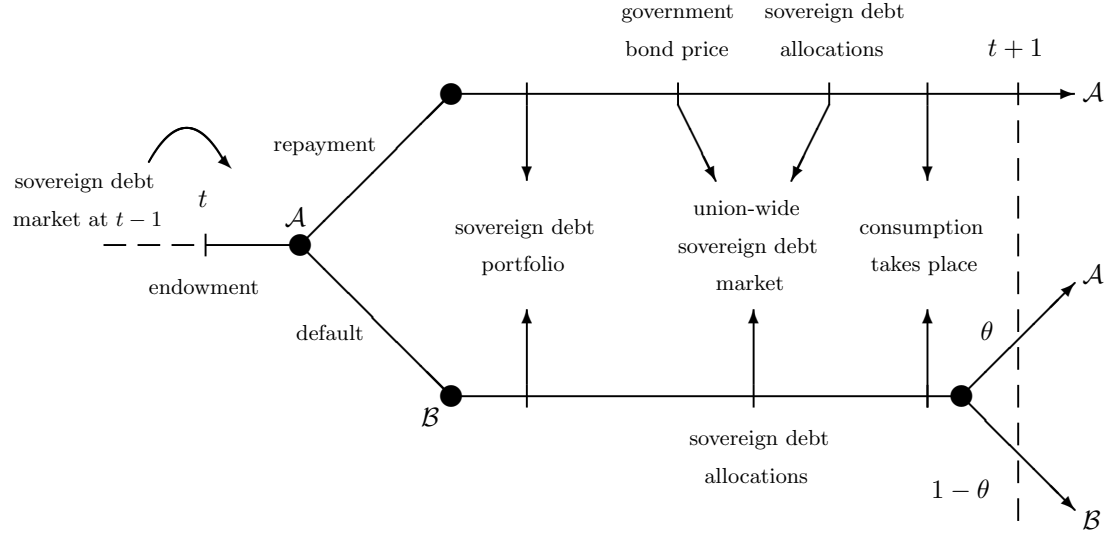 government
bond price
sovereign debt
allocations
t + 1
𝒜
repayment
sovereign debt
market at t − 1
t
𝒜
endowment
sovereign debt
portfolio
union-wide
sovereign debt
market
consumption
takes place
𝒜
default
θ
ℬ
sovereign debt
allocations
1 − θ
ℬ